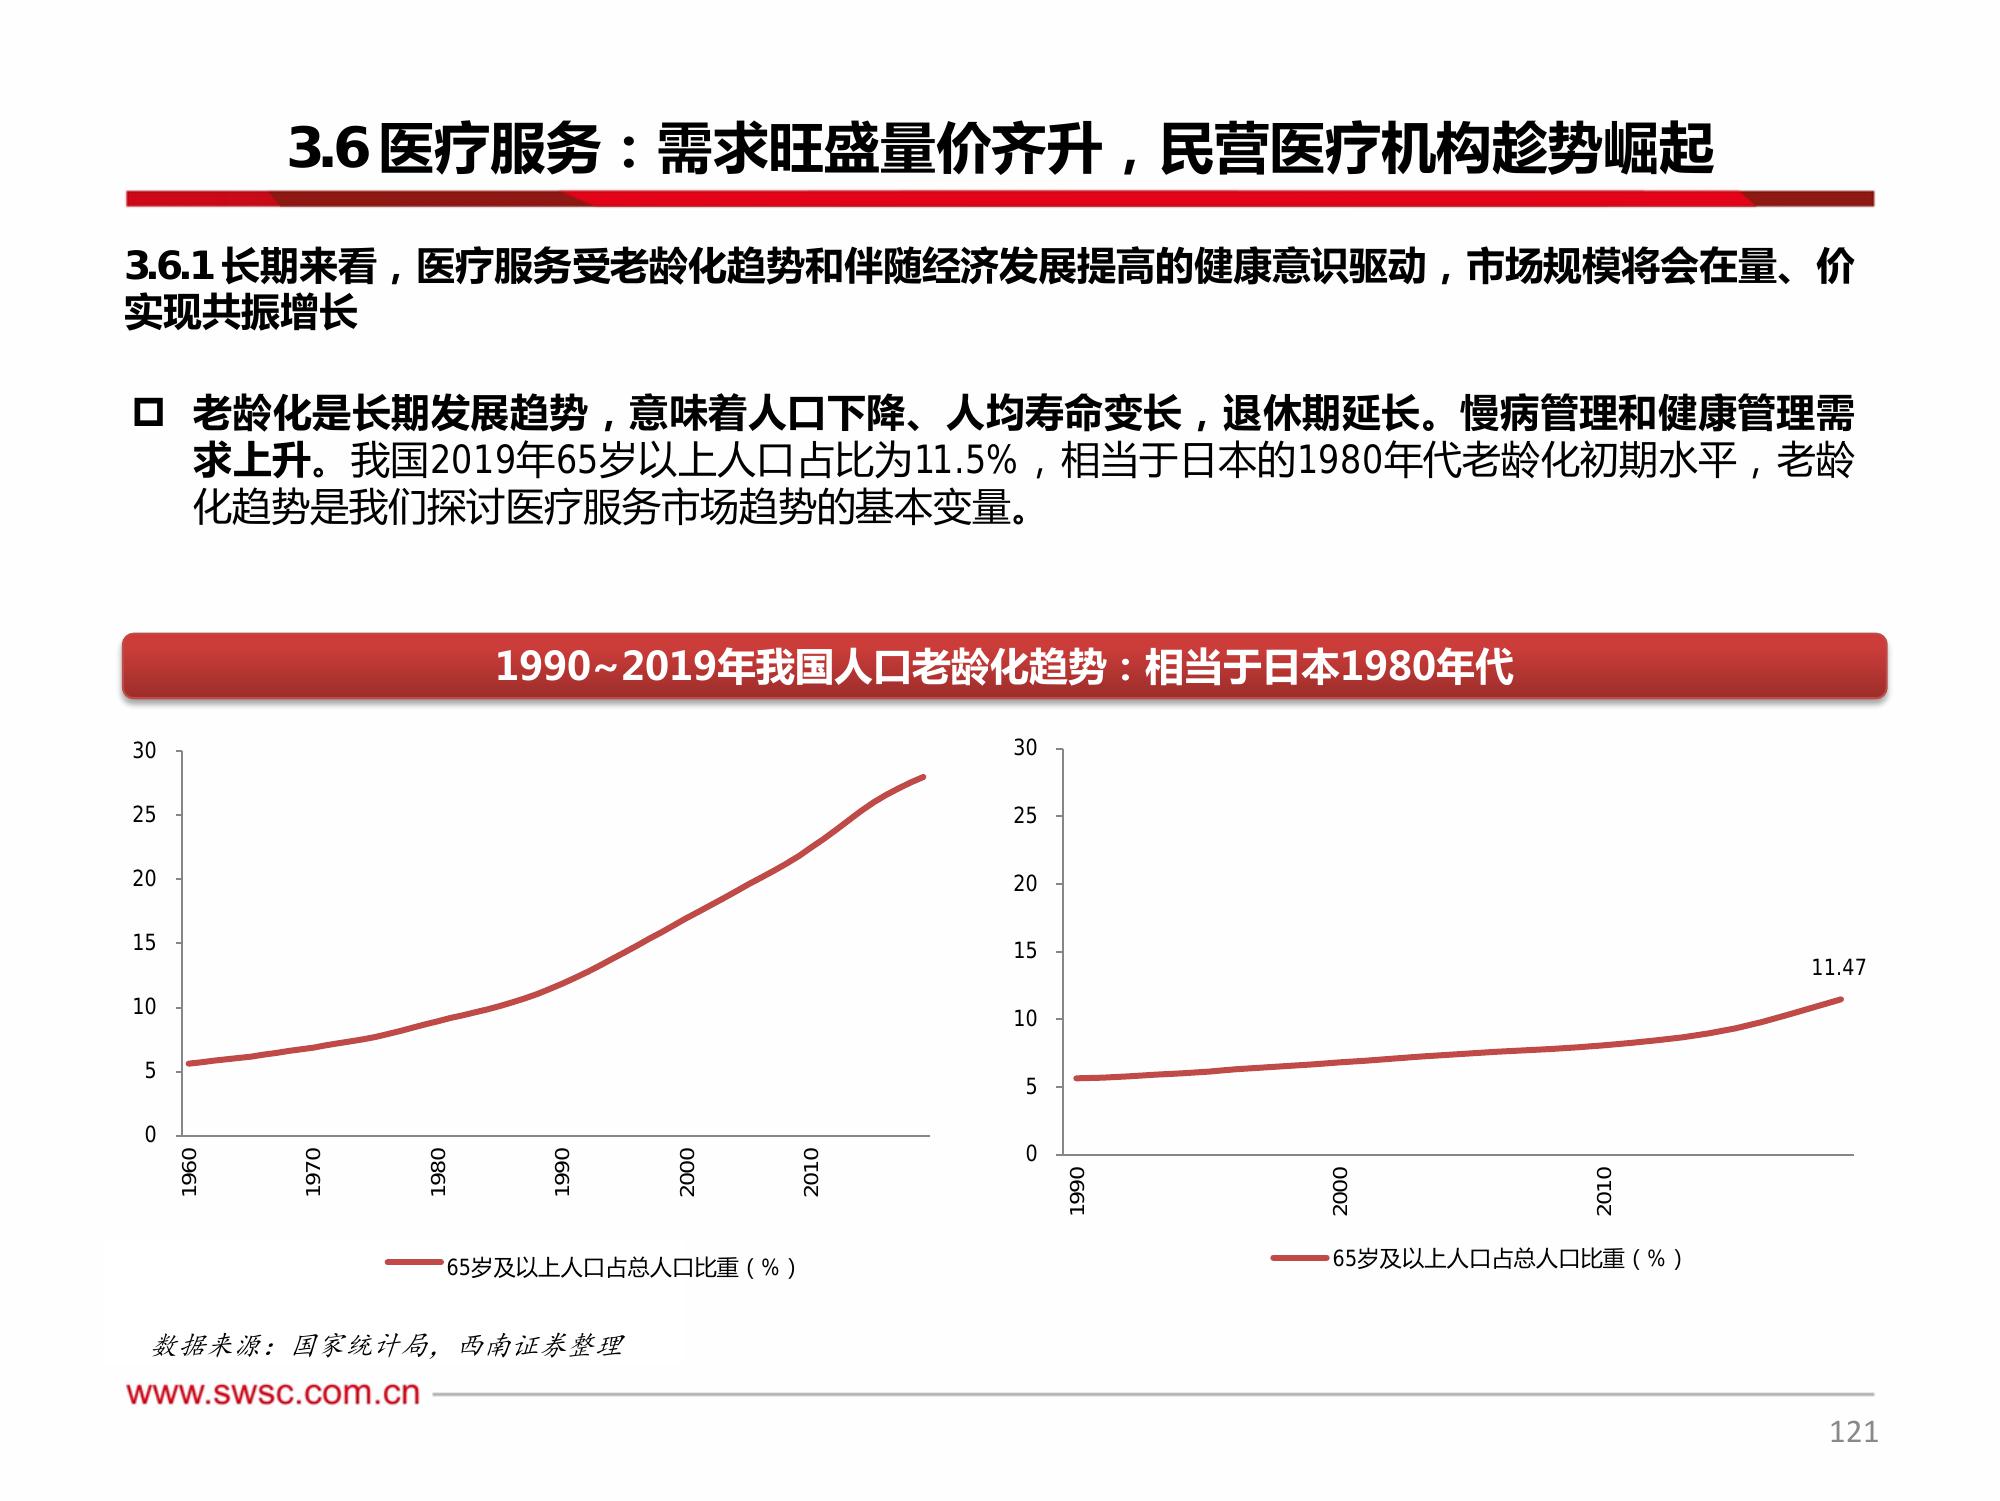 3.6医疗服务：需求旺盛量价齐升，民营医疗机构趁势崛起
3.6.1长期来看，医疗服务受老龄化趋势和伴随经济发展提高的健康意识驱动，市场规模将会在量、价
实现共振增长
老龄化是长期发展趋势，意味着人口下降、人均寿命变长，退休期延长。慢病管理和健康管理需
求上升。我国2019年65岁以上人口占比为11.5%，相当于日本的1980年代老龄化初期水平，老龄
化趋势是我们探讨医疗服务市场趋势的基本变量。
1990~2019年我国人口老龄化趋势：相当于日本1980年代
30
25
20
15
10
5
0
1960
1970
1980
1990
2000
2010
65岁及以上人口占总人口比重（%）
30
25
20
15
10
5
0
11.47
1990
2000
2010
65岁及以上人口占总人口比重（%）
数据来源：国家统计局，西南证券整理
www.swsc.com.cn
121